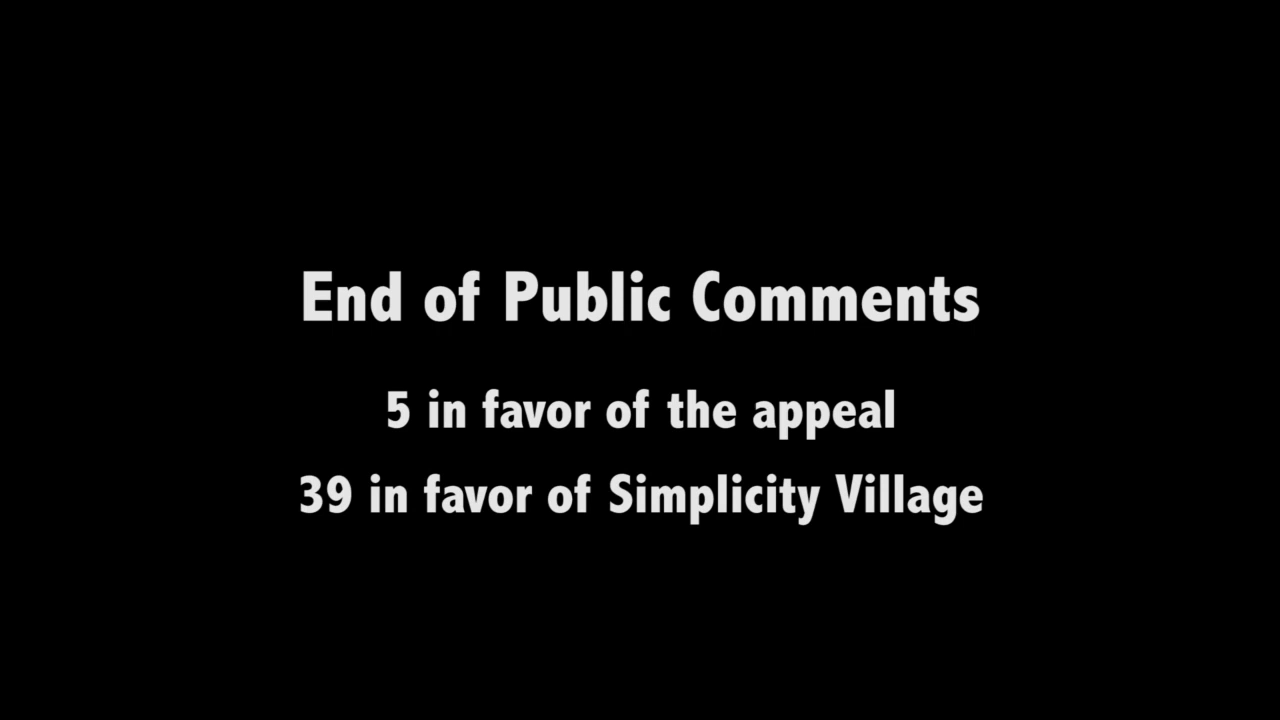 End of Public Comments
5 in favor of the appeal
39 in favor of Simplicity Village